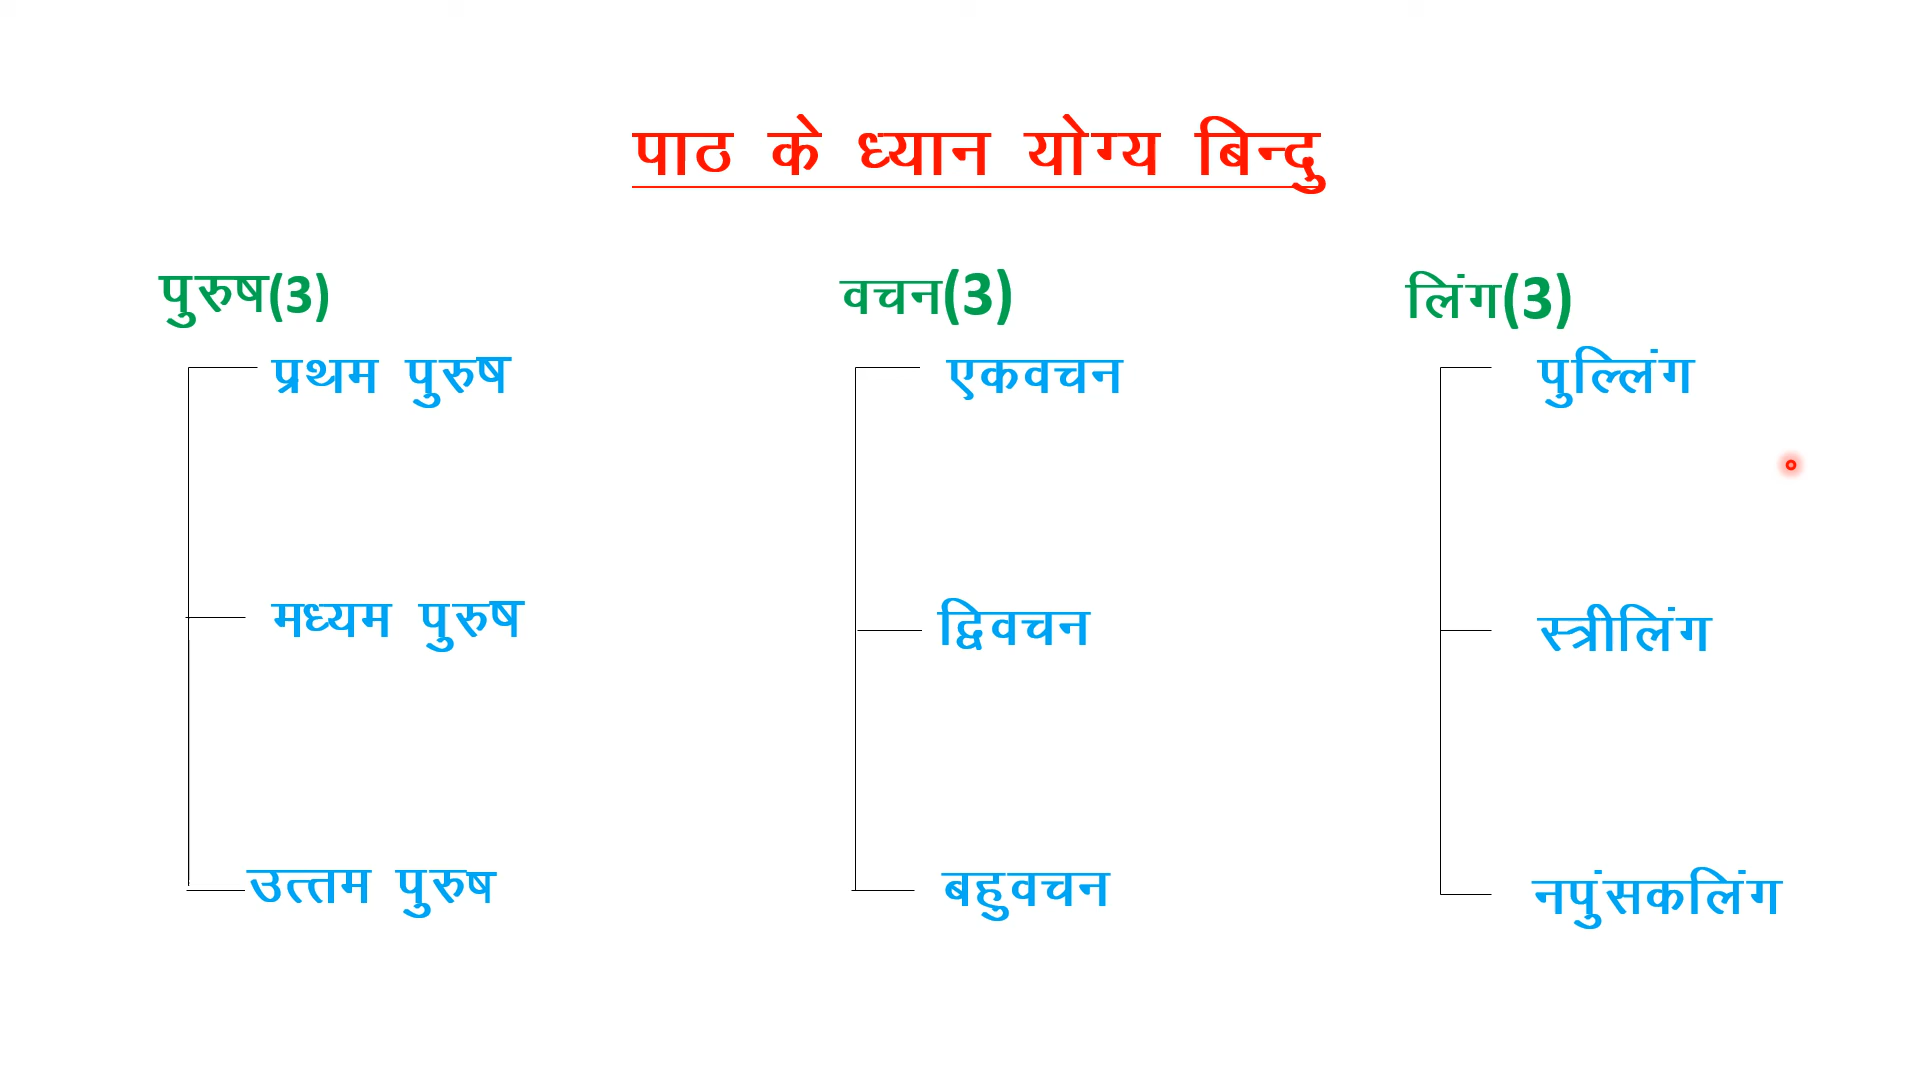 पाठ के ध्यान योग्य बिन्दु
पुरुष(3)
प्रथम पुरुष
मध्यम पुरुष
उत्तम पुरुष
वचन(3)
एकवचन
द्विवचन
बहुवचन
लिंग(3)
पुल्लिंग
स्त्रीलिंग
नपुंसकलिंग